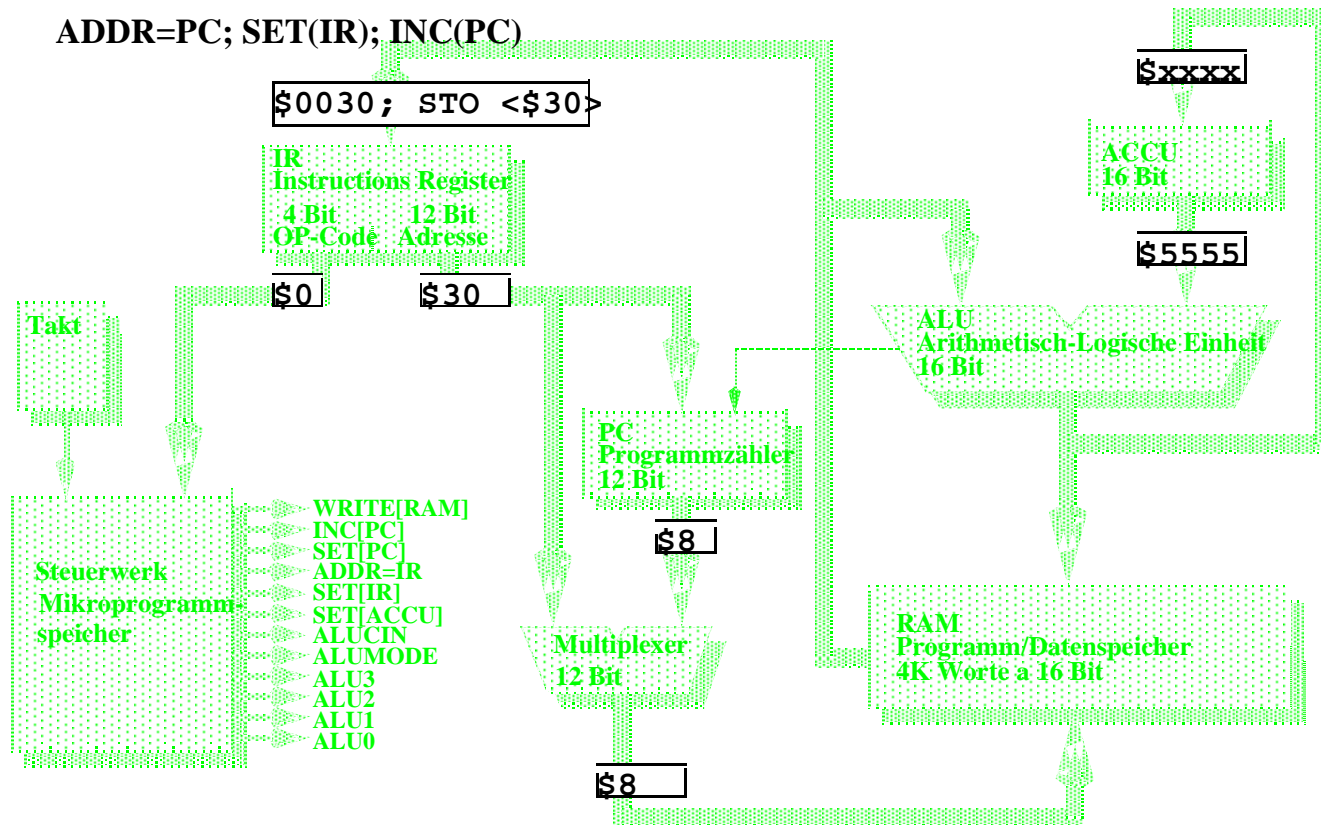 ADDR=PC; SET(IR); INC(PC)
$xxxx
$0030; STO <$30>
IR
Instructions Register
4 Bit 12 Bit
OP-Code Adresse
ACCU
16 Bit
$5555
$0 $30
Takt
ALU
Arithmetisch-Logische Einheit
16 Bit
PC
Programmzähler
12 Bit
$8
Steuerwerk
Mikroprogramm-
speicher
WRITE[RAM]
INC[PC]
SET[PC]
ADDR=IR
SET[IR]
SET[ACCU]
ALUCIN
ALUMODE
ALU3
ALU2
ALU1
ALU0
Multiplexer
12 Bit
RAM
Programm/Datenspeicher
4K Worte a 16 Bit
$8